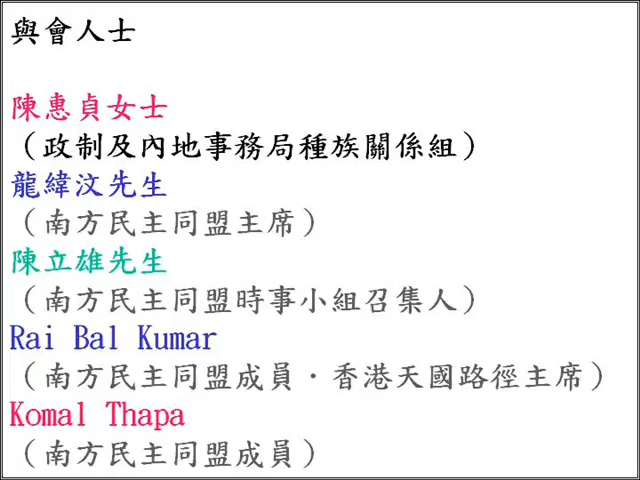 與會人士
陳惠貞女士
（政制及內地事務局種族關係組）
龍緯汶先生
（南方民主同盟主席）
陳立雄先生
（南方民主同盟時事小組召集人）
Rai Bal Kumar
（南方民主同盟成員．香港天國路徑主席）
Komal Thapa
（南方民主同盟成員）